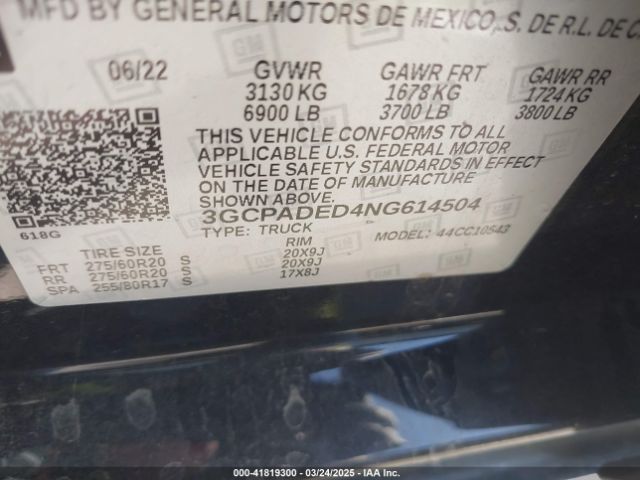 MFD BY GENERAL MOTORS DE MEXICO, S. DE R.L. DE C.
06/22 GVWR GAWR FRT GAWR RR
3130 KG 1678 KG 1724 KG
6900 LB 3700 LB 3800 LB
THIS VEHICLE CONFORMS TO ALL
APPLICABLE U.S. FEDERAL MOTOR
VEHICLE SAFETY STANDARDS IN EFFECT
ON THE DATE OF MANUFACTURE
SHOWN ABOVE.
3GCPADED4NG614504
618G
TYPE: TRUCK MODEL: 44CC10543
TIRE SIZE RIM
FRT 275/60R20 S 20X9J
RR 275/60R20 S 20X9J
SPA 255/80R17 S 17X8J
000-41819300 | 03/24/2025 | IAA Inc.